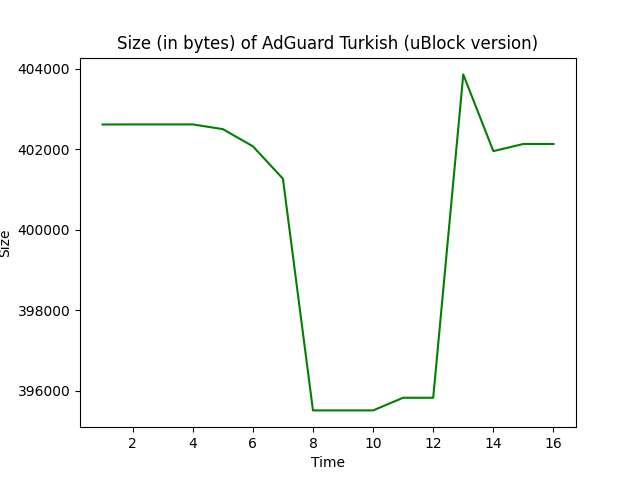 Size (in bytes) of AdGuard Turkish (uBlock version)
404000
402000
400000
398000
396000
Size
2 4 6 8 10 12 14 16
Time